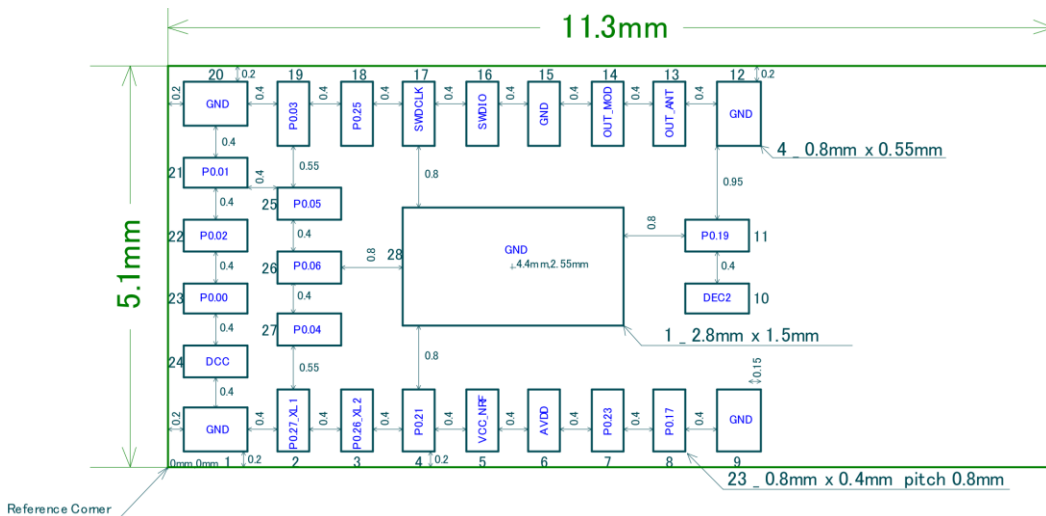 11.3mm
20 0.2 19 18 17 16 15 14 13 12 0.2
0.2 GND 0.4 P0.03 0.4 P0.25 0.4 SWDCLK 0.4 SWDIO 0.4 GND 0.4 OUT_MOD 0.4 OUT_ANT 0.4 GND
0.4 0.55 0.8 0.95 4 _ 0.8mm x 0.55mm
21 P0.01 0.4
25 P0.05
22 P0.02 0.4 0.4 0.8 28 GND 0.8 P0.19 11
26 P0.06 4.4mm,2.55mm
0.4 0.4
23 P0.00 0.4 DEC2 10
5.1mm
27 P0.04 1 _ 2.8mm x 1.5mm
0.4
24 DCC 0.55 0.8 0.15
0.4
0.2 GND 0.4 P0.27_XL1 0.4 P0.26_XL2 0.4 P0.21 0.4 VCC_NRF 0.4 AVDD 0.4 P0.23 0.4 P0.17 0.4 GND
0mm,0mm 1 0.2 2 3 4 0.2 5 6 7 8 9
23 _ 0.8mm x 0.4mm pitch 0.8mm
Reference Corner